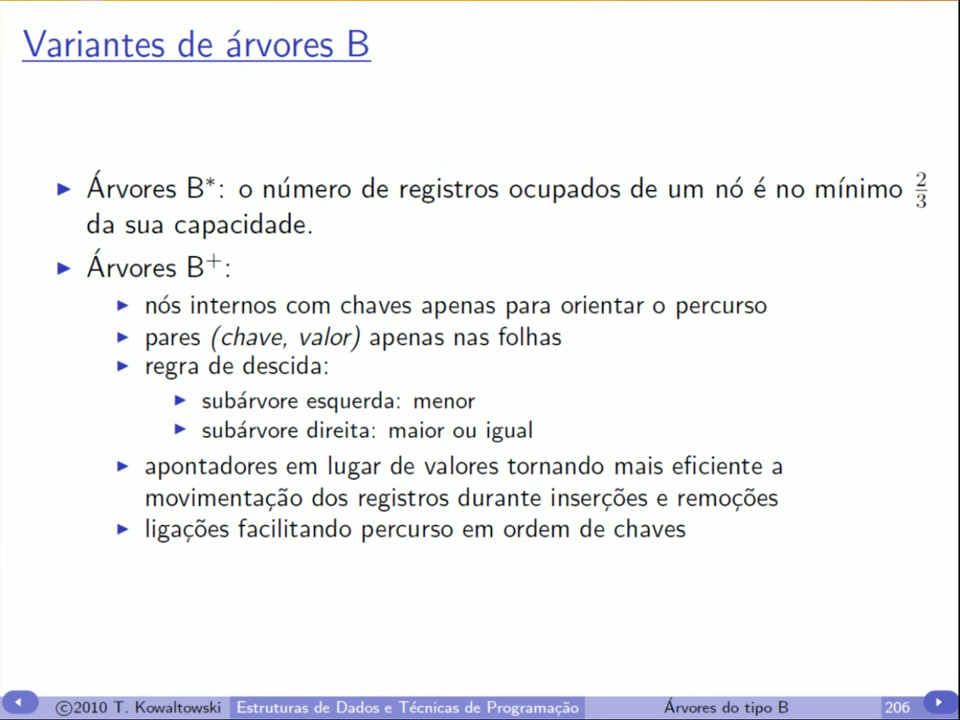 Variantes de árvores B
Árvores B*: o número de registros ocupados de um nó é no mínimo 2/3
da sua capacidade.
Árvores B+:
nós internos com chaves apenas para orientar o percurso
pares (chave, valor) apenas nas folhas
regra de descida:
subárvore esquerda: menor
subárvore direita: maior ou igual
apontadores em lugar de valores tornando mais eficiente a
movimentação dos registros durante inserções e remoções
ligações facilitando percurso em ordem de chaves
©2010 T. Kowaltowski Estruturas de Dados e Técnicas de Programação Árvores do tipo B 206